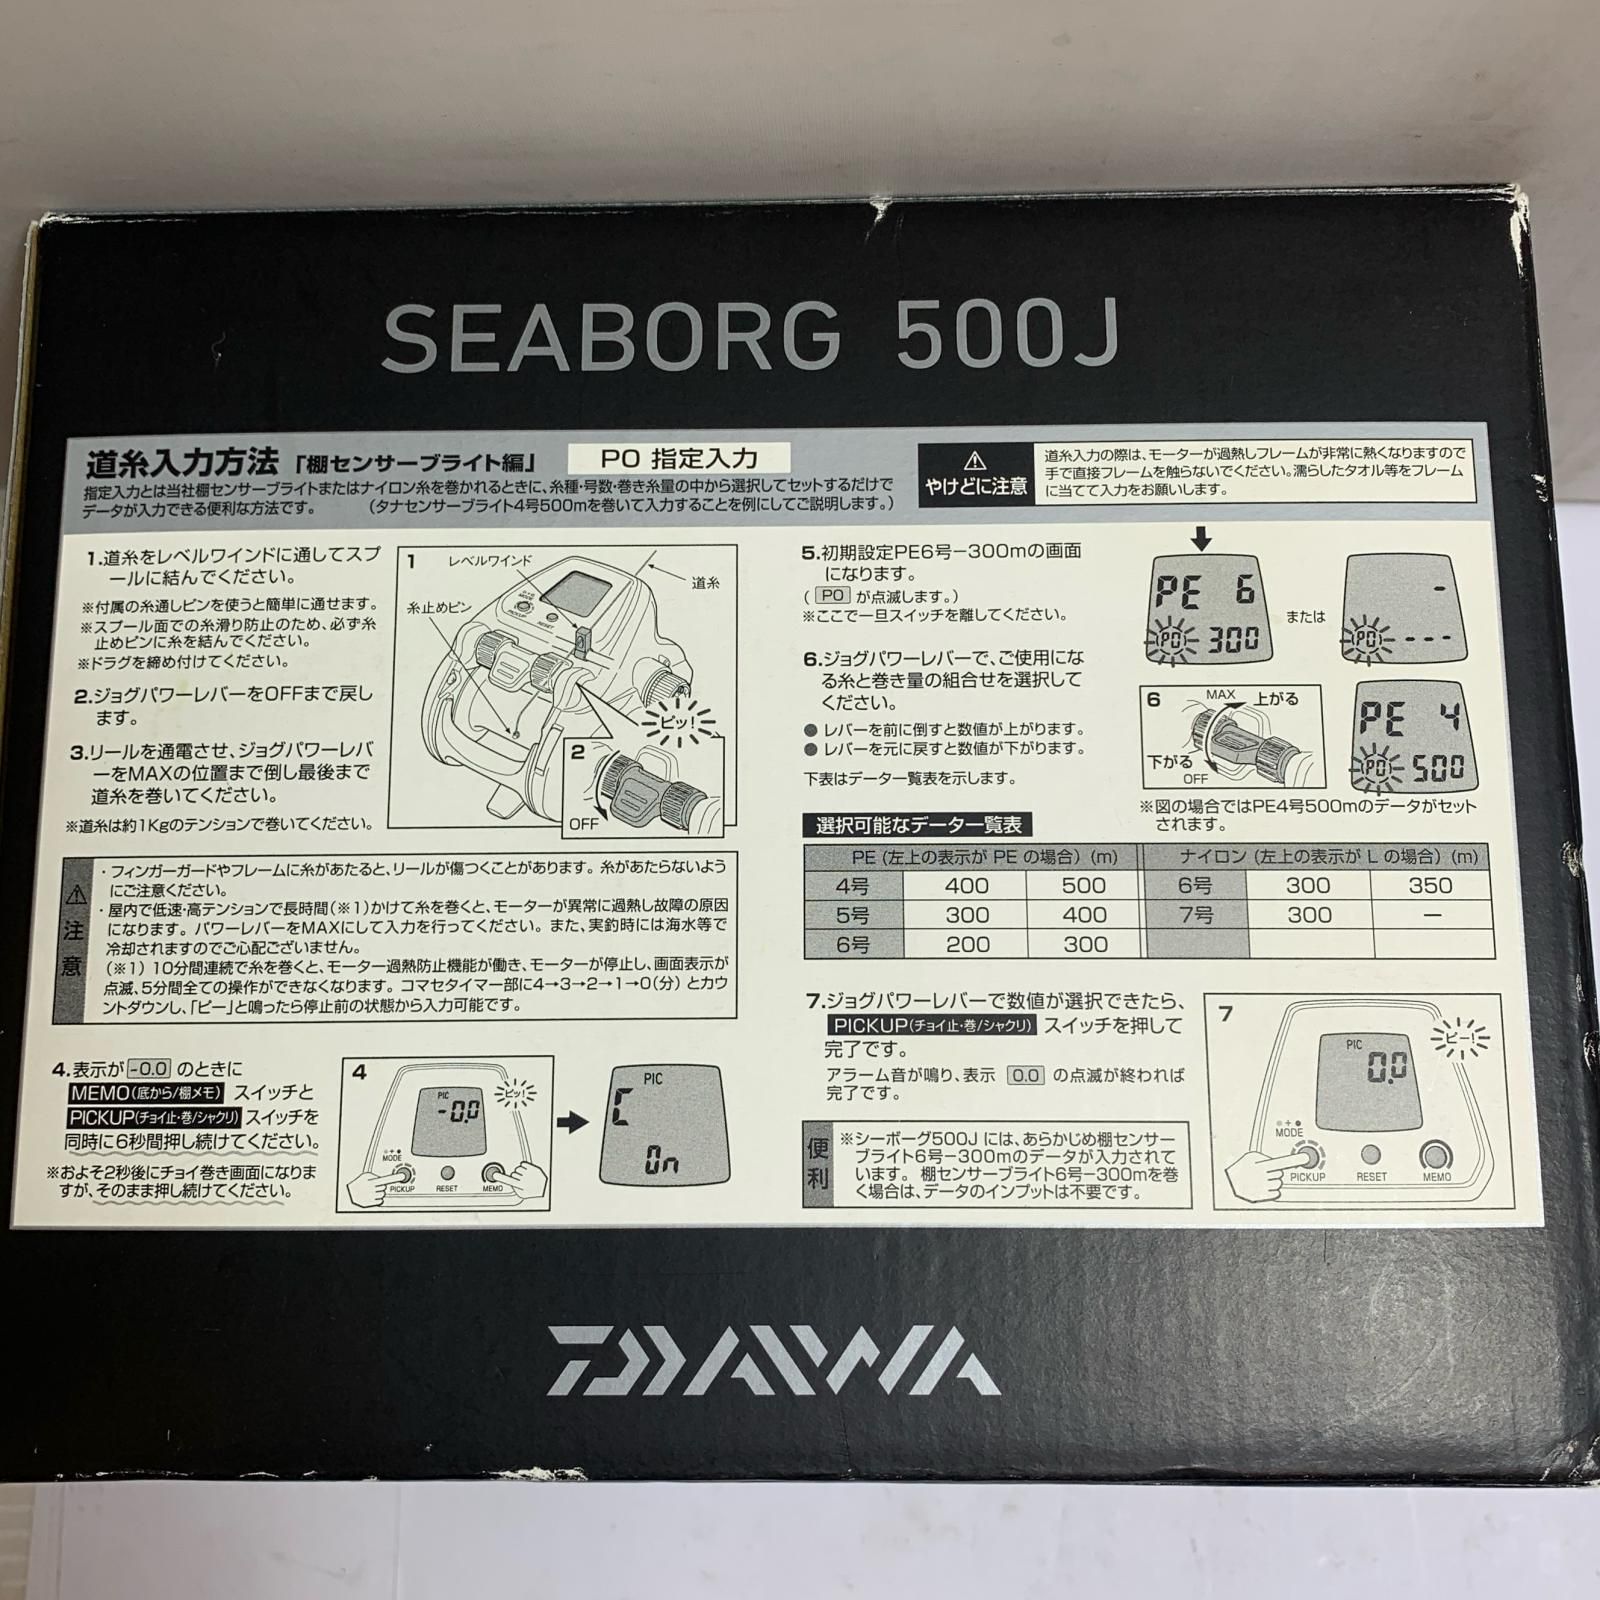 SEABORG 500J
道糸入力方法「棚センサーブライト編」
PO 指定入力
指定入力とは当社棚センサーブライトまたはナイロン糸を巻かれるときに、糸種・号数・巻き糸量の中から選択してセットするだけで
データが入力できる便利な方法です。 (タナセンサーブライト4号500mを巻いて入力することを例にしてご説明します。)
やけどに注意
道糸入力の際は、モーターが過熱しフレームが非常に熱くなりますので
手で直接フレームを触らないでください。濡らしたタオル等をフレーム
に当てて入力をお願いします。
1.道糸をレベルワインドに通してスプ
ールに結んでください。
※付属の糸通しピンを使うと簡単に通せます。
※スプール面での糸滑り防止のため、必ず糸
止めピンに糸を結んでください。
※ドラグを締め付けてください。
2.ジョグパワーレバーをOFFまで戻し
ます。
3.リールを通電させ、ジョグパワーレバ
ーをMAXの位置まで倒し最後まで
道糸を巻いてください。
※道糸は約1Kgのテンションで巻いてください。
1
レベルワインド
道糸
糸止めピン
MODE
PICKUP
RESET
ピッ!
2
OFF
注意
・フィンガーガードやフレームに糸があたると、リールが傷つくことがあります。糸があたらないよう
にご注意ください。
・屋内で低速・高テンションで長時間(※1)かけて糸を巻くと、モーターが異常に過熱し故障の原因
になります。パワーレバーをMAXにして入力を行ってください。また、実釣時には海水等で
冷却されますのでご心配ございません。
(※1) 10分間連続で糸を巻くと、モーター過熱防止機能が働き、モーターが停止し、画面表示が
点滅、5分間全ての操作ができなくなります。コマセタイマー部に4→3→2→1→0(分)とカウ
ントダウンし、「ピー」と鳴ったら停止前の状態から入力可能です。
4.表示が -0.0 のときに
MEMO(底から/棚メモ) スイッチと
PICKUP(チョイ止・巻/シャクリ) スイッチを
同時に6秒間押し続けてください。
※およそ2秒後にチョイ巻き画面になりま
すが、そのまま押し続けてください。
4
PIC
-0.0
ピッ!
MODE
PICKUP
RESET
MEMO
PIC
C
On
5.初期設定PE6号－300mの画面
になります。
( PO が点滅します。)
※ここで一旦スイッチを離してください。
PE 6
PO 300
または
-
PO ---
6.ジョグパワーレバーで、ご使用にな
る糸と巻き量の組合せを選択して
ください。
●レバーを前に倒すと数値が上がります。
●レバーを元に戻すと数値が下がります。
下表はデータ一覧表を示します。
6
MAX
上がる
下がる
OFF
PE 4
PO 500
※図の場合ではPE4号500mのデータがセット
されます。
選択可能なデータ一覧表
PE (左上の表示が PE の場合) (m) ナイロン (左上の表示が L の場合) (m)
4号 400 500 6号 300 350
5号 300 400 7号 300 －
6号 200 300
7.ジョグパワーレバーで数値が選択できたら、
PICKUP(チョイ止・巻/シャクリ) スイッチを押して
完了です。
アラーム音が鳴り、表示 0.0 の点滅が終われば
完了です。
便利
※シーボーグ500J には、あらかじめ棚センサー
ブライト6号－300mのデータが入力されて
います。棚センサーブライト6号－300mを巻
く場合は、データのインプットは不要です。
7
PIC
0.0
ピー!
MODE
PICKUP
RESET
MEMO
DAIWA